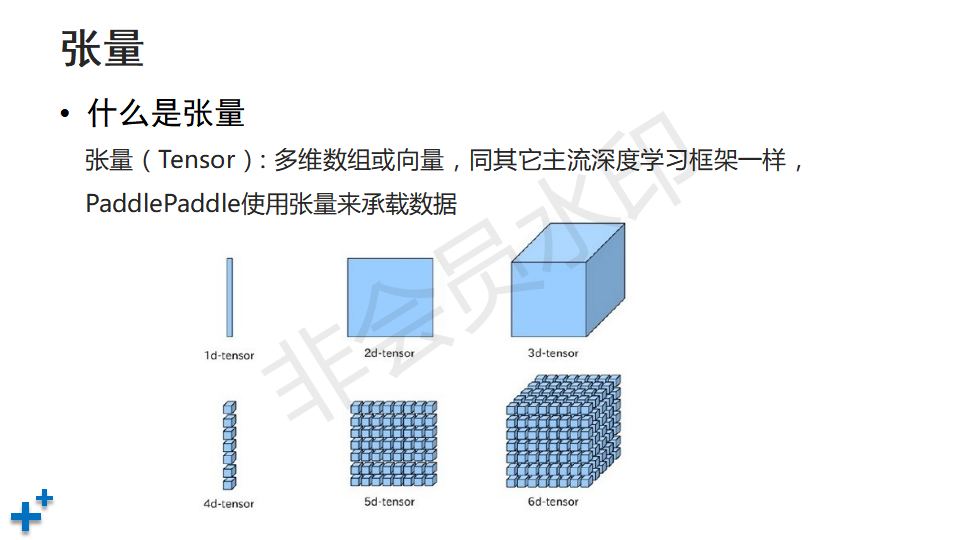 张量
• 什么是张量
张量（Tensor）：多维数组或向量，同其它主流深度学习框架一样，
PaddlePaddle使用张量来承载数据
非会员水印
1d-tensor
2d-tensor
3d-tensor
4d-tensor
5d-tensor
6d-tensor